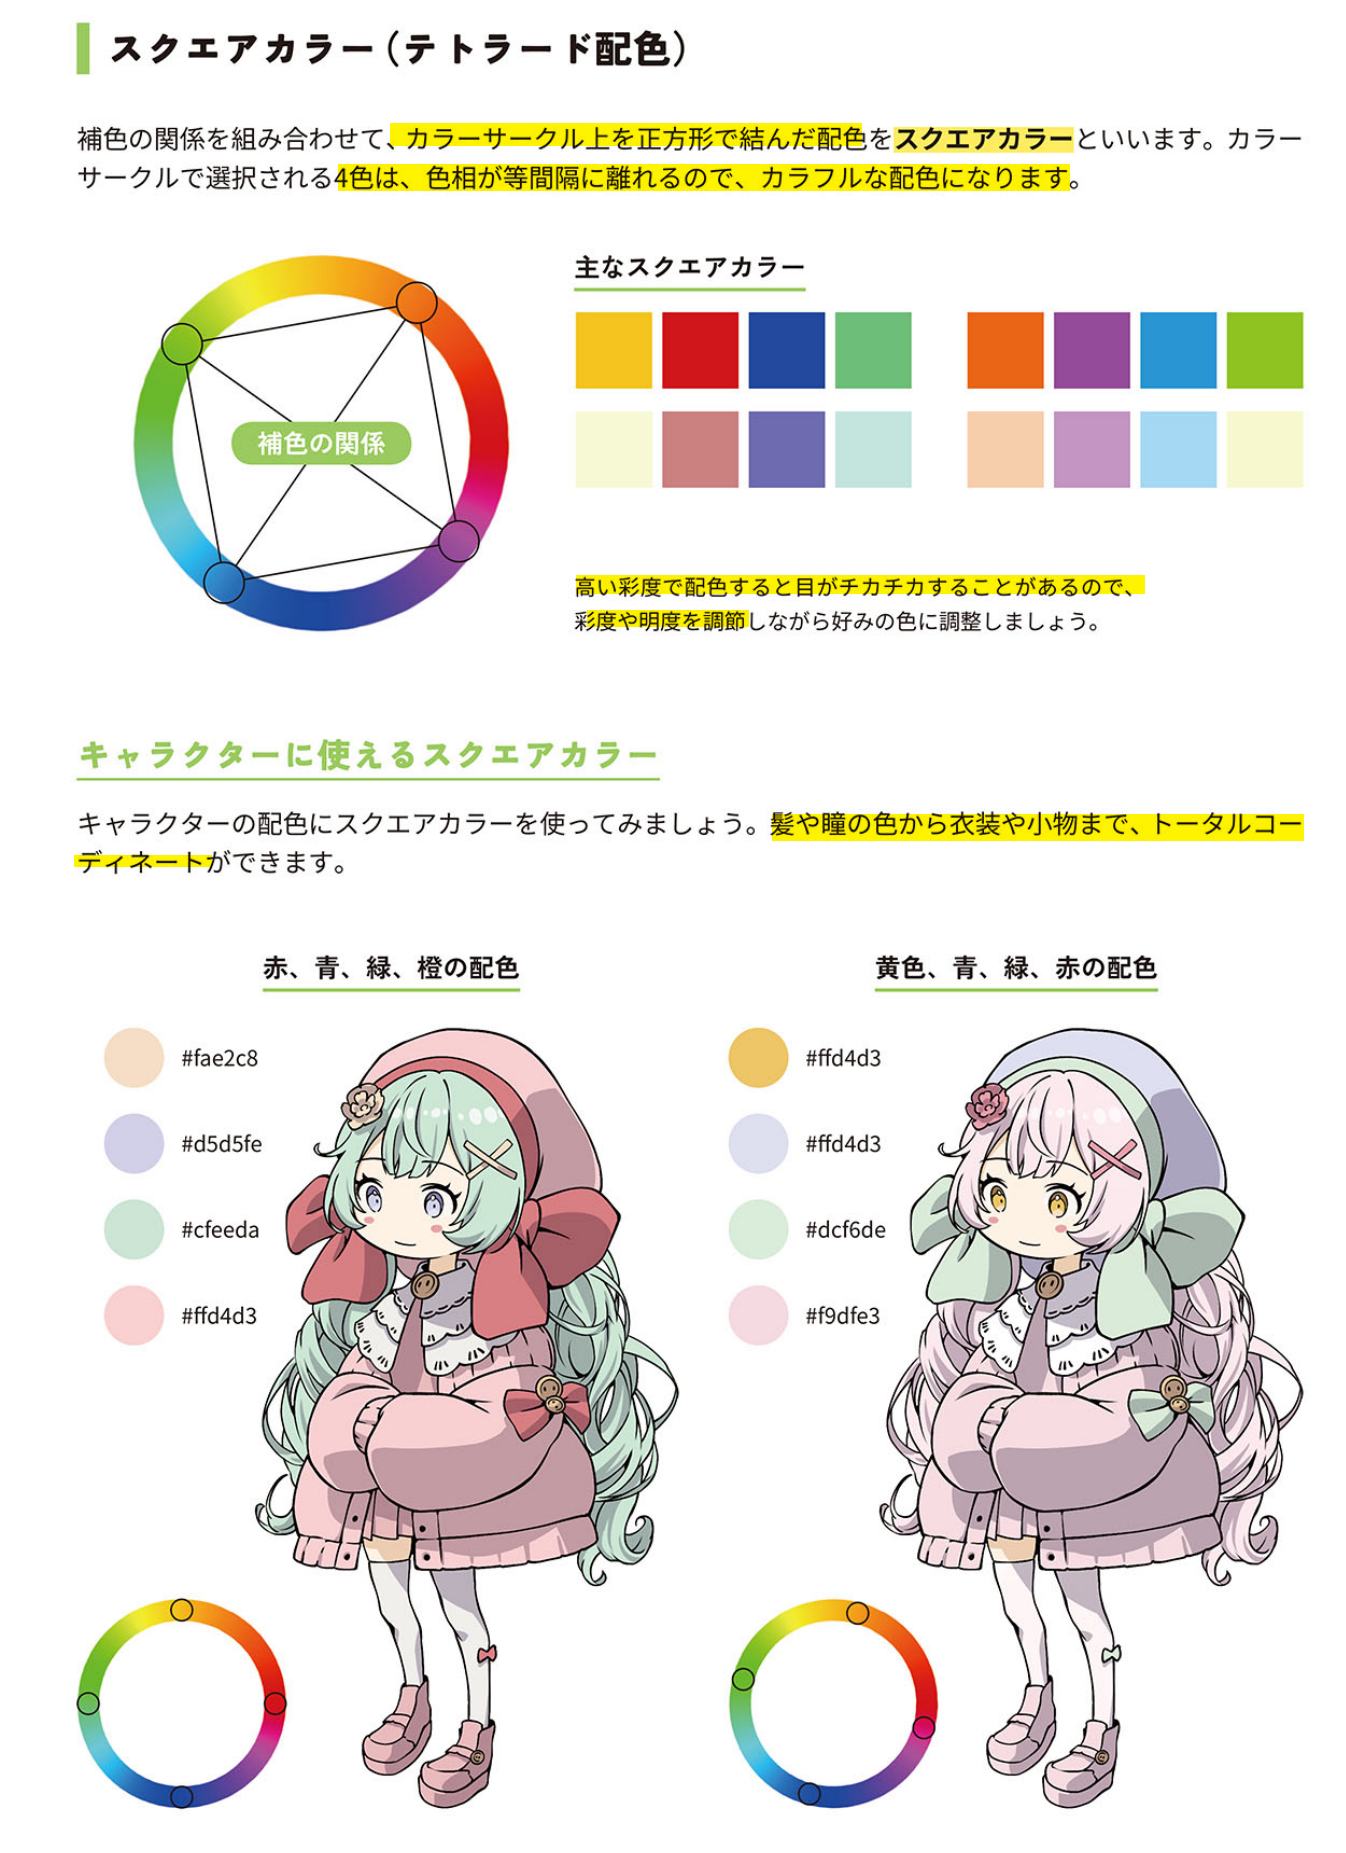 スクエアカラー（テトラード配色）
補色の関係を組み合わせて、カラーサークル上を正方形で結んだ配色をスクエアカラーといいます。カラー
サークルで選択される4色は、色相が等間隔に離れるので、カラフルな配色になります。
補色の関係
主なスクエアカラー
高い彩度で配色すると目がチカチカすることがあるので、
彩度や明度を調節しながら好みの色に調整しましょう。
キャラクターに使えるスクエアカラー
キャラクターの配色にスクエアカラーを使ってみましょう。髪や瞳の色から衣装や小物まで、トータルコー
ディネートができます。
赤、青、緑、橙の配色
#fae2c8
#d5d5fe
#cfeeda
#ffd4d3
黄色、青、緑、赤の配色
#ffd4d3
#ffd4d3
#dcf6de
#f9dfe3